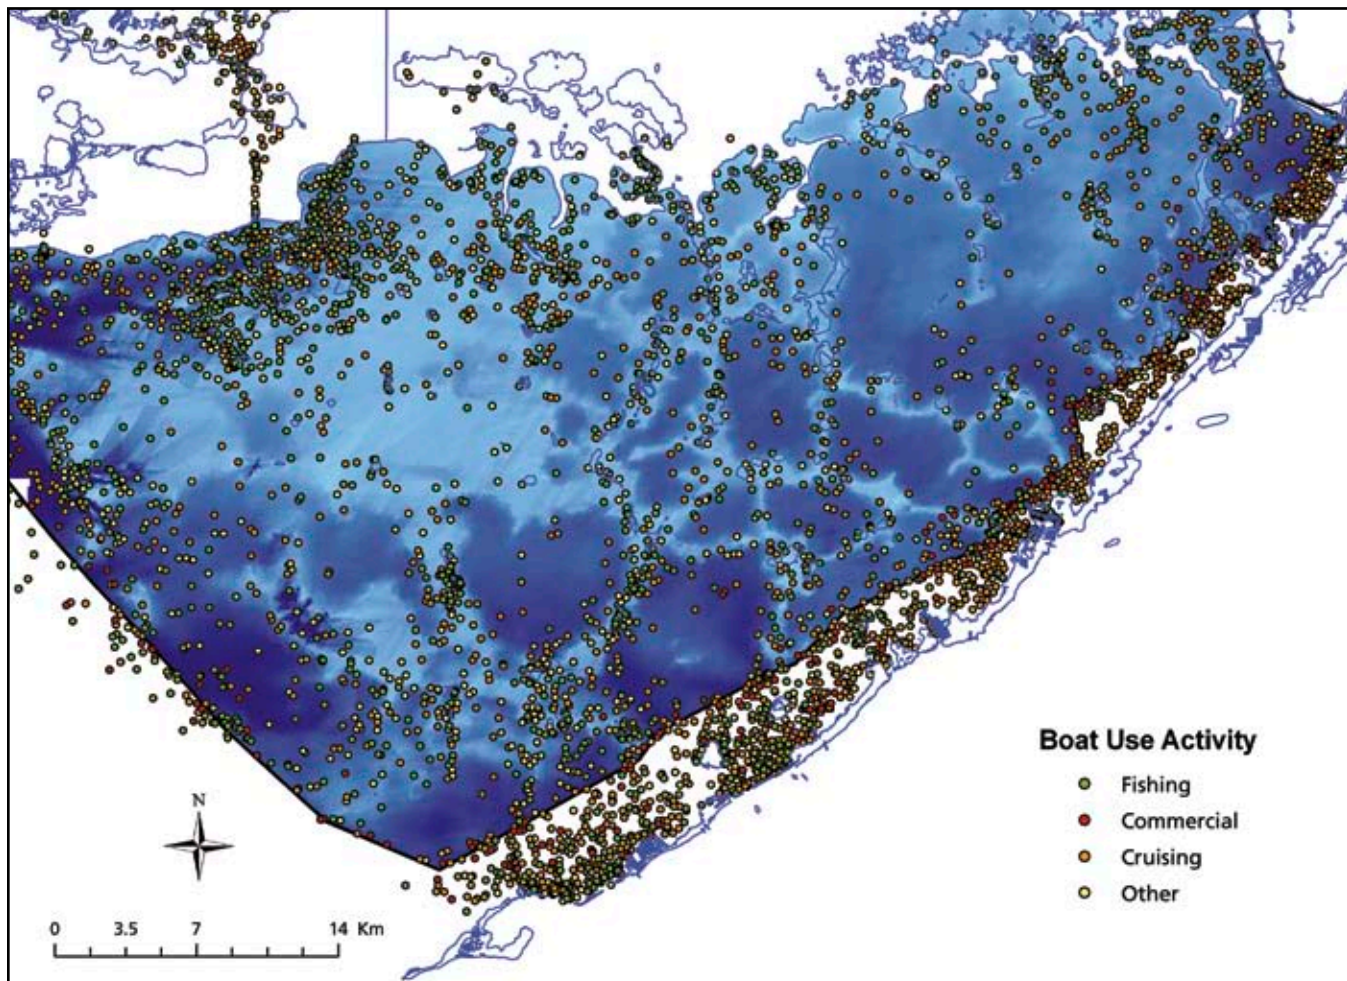 Boat Use Activity
Fishing
Commercial
Cruising
Other
N
0 3.5 7 14 Km